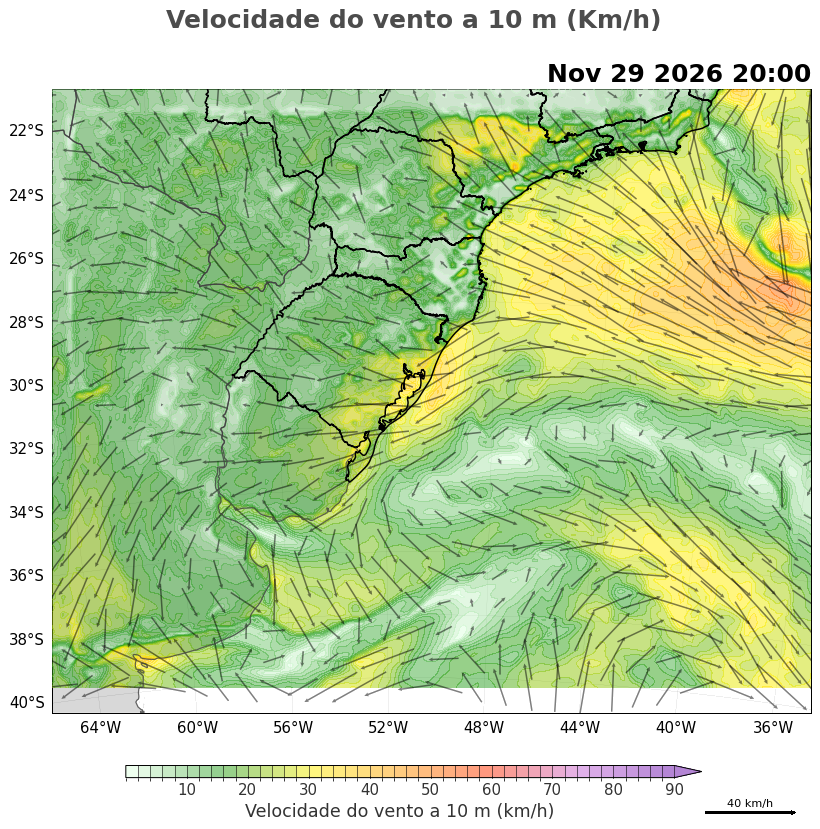 Velocidade do vento a 10 m (Km/h)
Nov 29 2026 20:00
22°S
24°S
26°S
28°S
30°S
32°S
34°S
36°S
38°S
40°S
64°W 60°W 56°W 52°W 48°W 44°W 40°W 36°W
10 20 30 40 50 60 70 80 90
Velocidade do vento a 10 m (km/h)
40 km/h